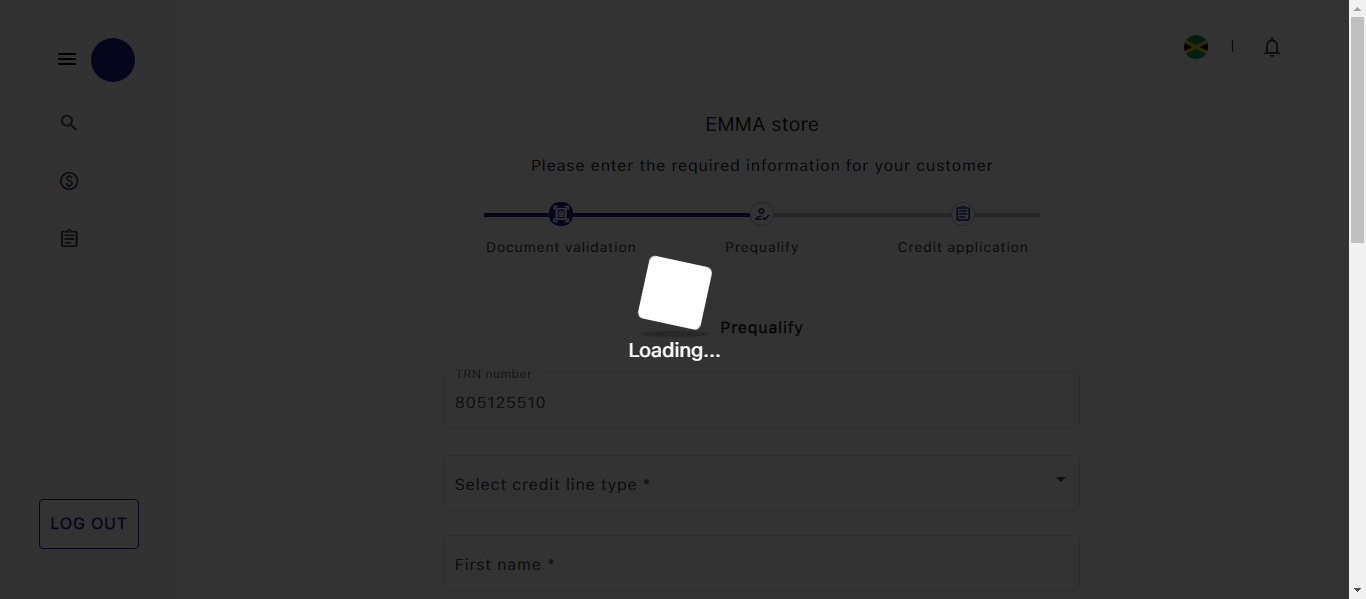 EMMA store
Please enter the required information for your customer
Document validation
Prequalify
Credit application
Prequalify
Loading...
TRN number
805125510
Select credit line type *
First name *
LOG OUT